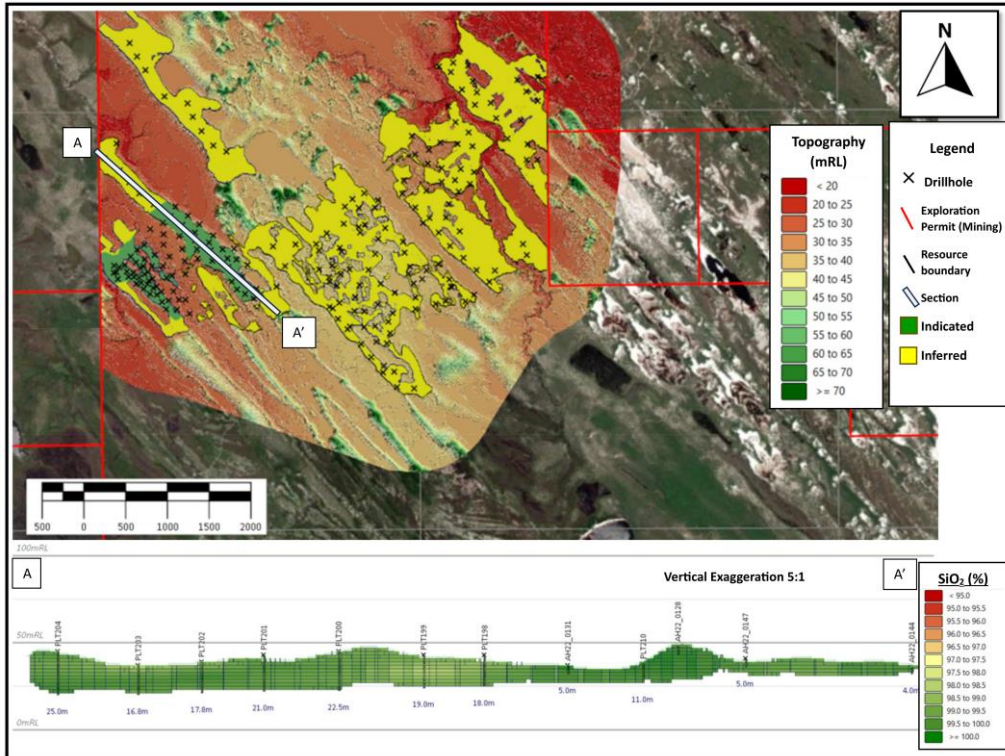 N
A
A'
Topography
(mRL)
< 20
20 to 25
25 to 30
30 to 35
35 to 40
40 to 45
45 to 50
50 to 55
55 to 60
60 to 65
65 to 70
>= 70
Legend
Drillhole
Exploration
Permit (Mining)
Resource
boundary
Section
Indicated
Inferred
500 0 500 1000 1500 2000
100mRL
A
Vertical Exaggeration 5:1
A'
50mRL
PLT204
PLT203
PLT202
PLT201
PLT200
PLT199
PLT198
AH22_0131
PLT210
AH22_0128
AH22_0147
AH22_0144
25.0m
16.0m
17.0m
21.0m
22.5m
19.0m
18.0m
5.0m
11.0m
5.0m
4.0m
0mRL
SiO₂ (%)
< 95.0
95.0 to 95.5
95.5 to 96.0
96.0 to 96.5
96.5 to 97.0
97.0 to 97.5
97.5 to 98.0
98.0 to 98.5
98.5 to 99.0
99.0 to 99.5
99.5 to 100.0
>= 100.0